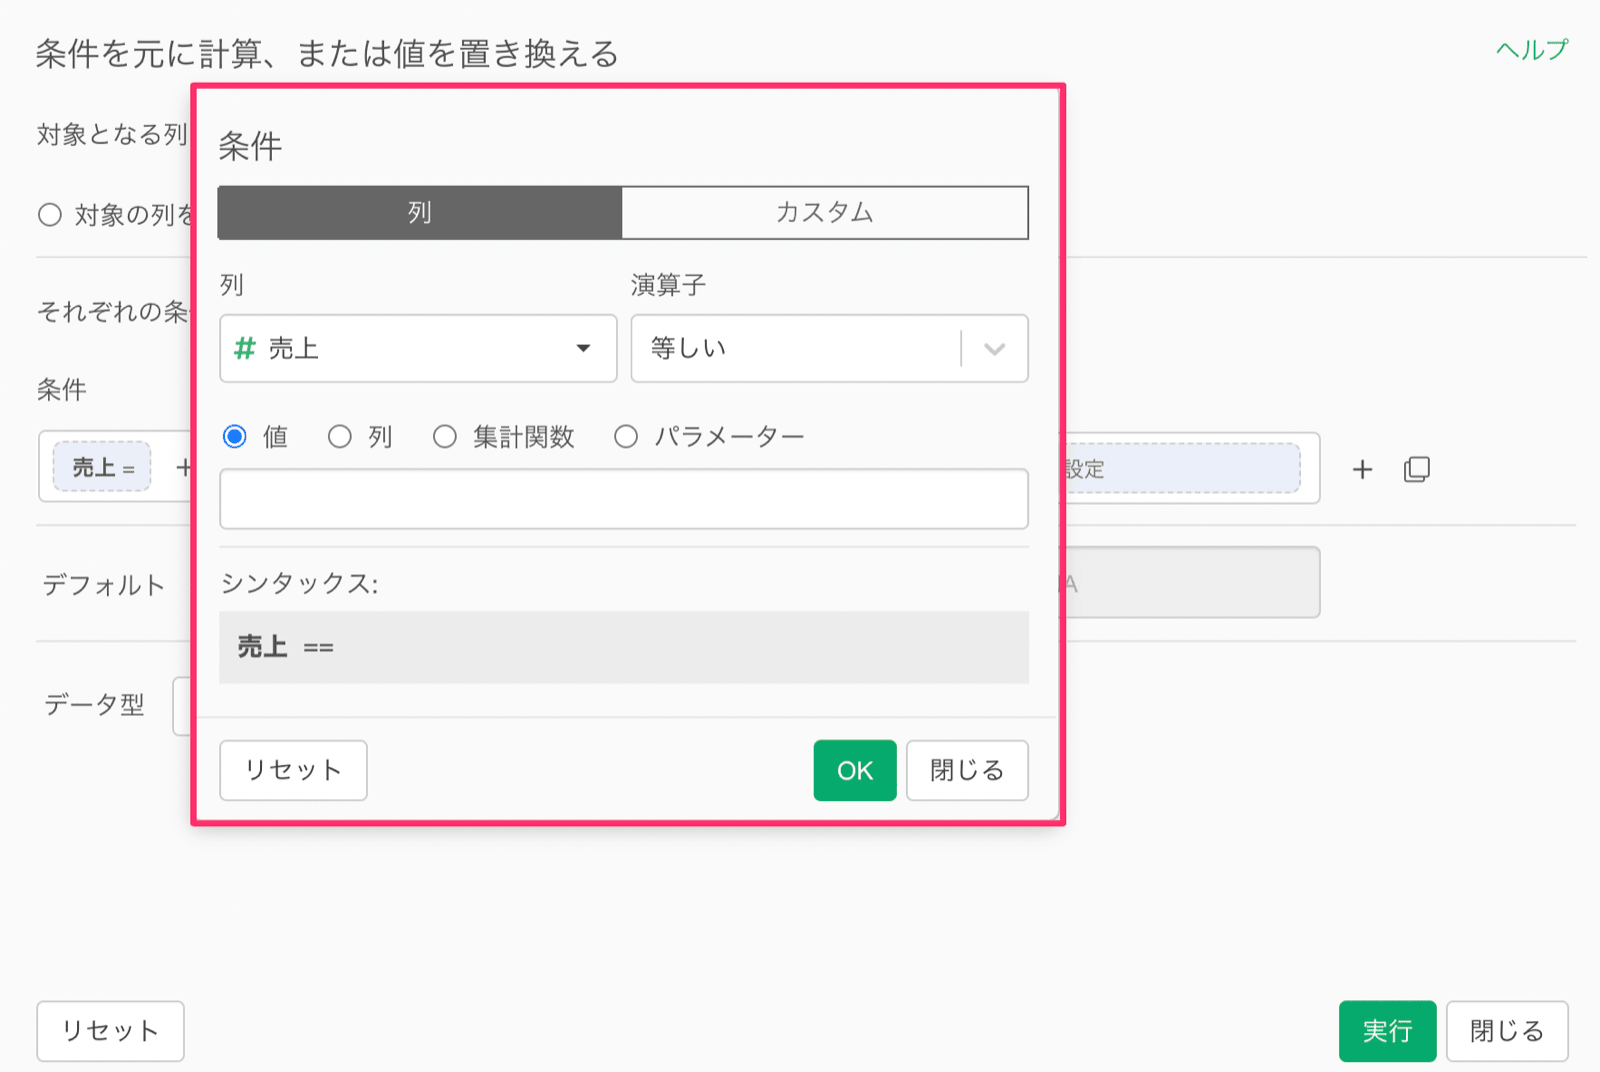 条件を元に計算、または値を置き換える
ヘルプ
対象となる列
条件
対象の列を
列 カスタム
列 演算子
それぞれの条
# 売上 等しい
条件
値 列 集計関数 パラメーター
売上 = +
設定 +
デフォルト
シンタックス:
A
売上 ==
データ型
リセット OK 閉じる
リセット 実行 閉じる